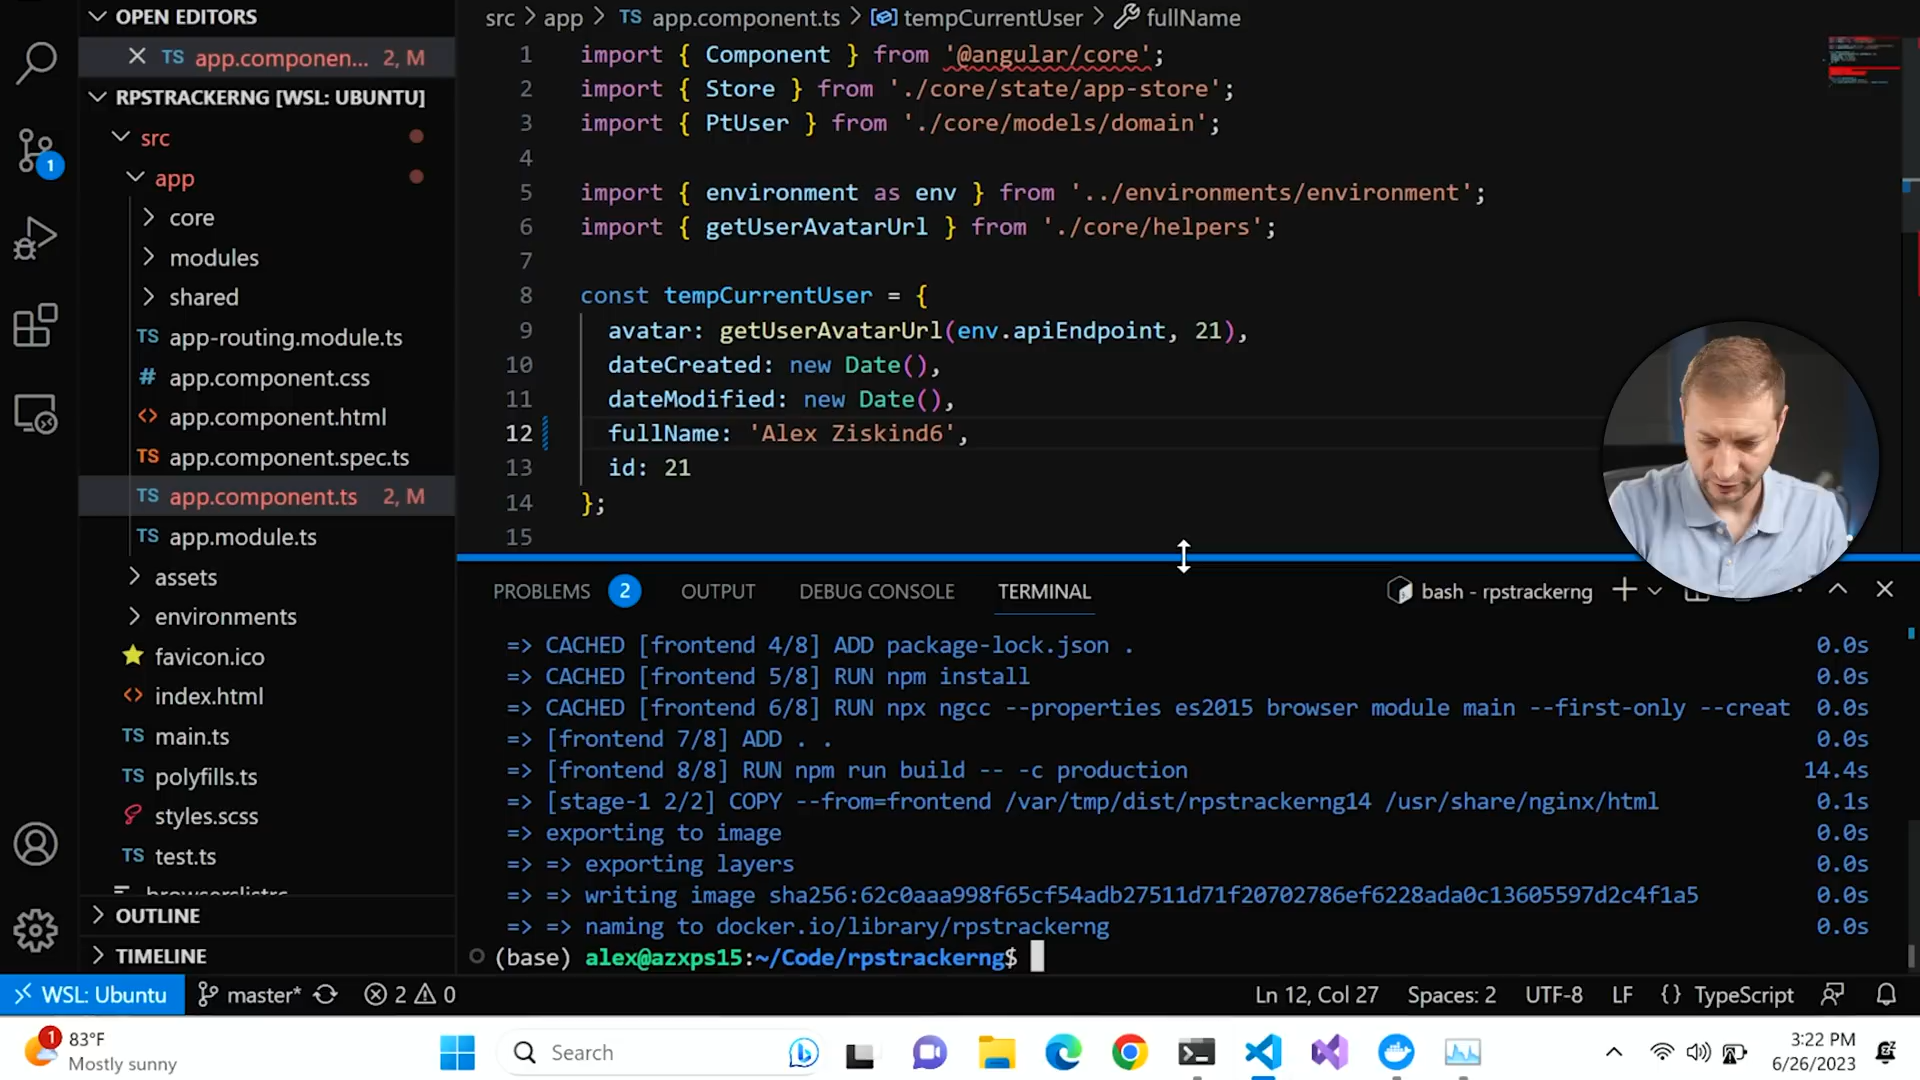 OPEN EDITORS
TS app.componen... 2, M
RPSTRACKERNG [WSL: UBUNTU]
src
app
core
modules
shared
TS app-routing.module.ts
# app.component.css
<> app.component.html
TS app.component.spec.ts
TS app.component.ts 2, M
TS app.module.ts
assets
environments
favicon.ico
<> index.html
TS main.ts
TS polyfills.ts
styles.scss
TS test.ts
OUTLINE
TIMELINE
1
src > app > TS app.component.ts > tempCurrentUser > fullName
1 import { Component } from '@angular/core';
2 import { Store } from './core/state/app-store';
3 import { PtUser } from './core/models/domain';
4
5 import { environment as env } from '../environments/environment';
6 import { getUserAvatarUrl } from './core/helpers';
7
8 const tempCurrentUser = {
9 avatar: getUserAvatarUrl(env.apiEndpoint, 21),
10 dateCreated: new Date(),
11 dateModified: new Date(),
12 fullName: 'Alex Ziskind6',
13 id: 21
14 };
15
PROBLEMS 2 OUTPUT DEBUG CONSOLE TERMINAL bash - rpstrackerng
=> CACHED [frontend 4/8] ADD package-lock.json . 0.0s
=> CACHED [frontend 5/8] RUN npm install 0.0s
=> CACHED [frontend 6/8] RUN npx ngcc --properties es2015 browser module main --first-only --creat 0.0s
=> [frontend 7/8] ADD . . 0.0s
=> [frontend 8/8] RUN npm run build -- -c production 14.4s
=> [stage-1 2/2] COPY --from=frontend /var/tmp/dist/rpstrackerng14 /usr/share/nginx/html 0.1s
=> exporting to image 0.0s
=> => exporting layers 0.0s
=> => writing image sha256:62c0aaa998f65cf54adb27511d71f20702786ef6228ada0c13605597d2c4f1a5 0.0s
=> => naming to docker.io/library/rpstrackerng 0.0s
(base) alex@azxps15:~/Code/rpstrackerng$
WSL: Ubuntu master* 2 0 Ln 12, Col 27 Spaces: 2 UTF-8 LF {} TypeScript
1 83°F
Mostly sunny
Search
3:22 PM
6/26/2023